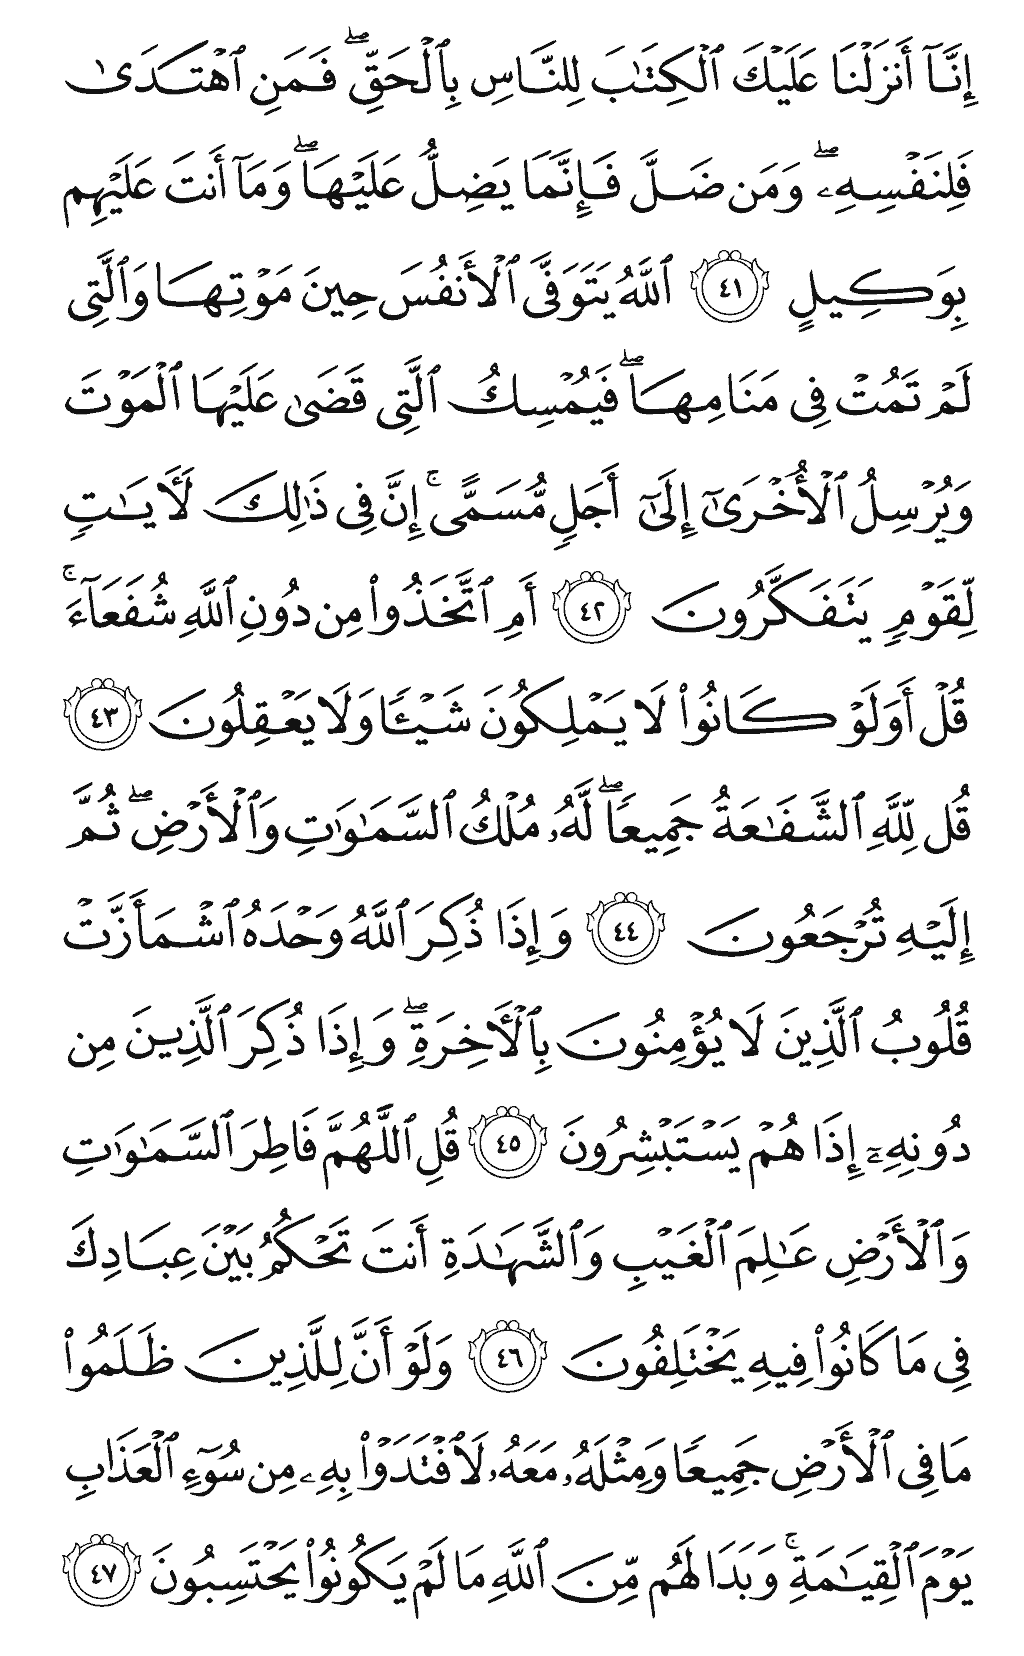 إِنَّآ أَنزَلۡنَا عَلَيۡكَ ٱلۡكِتَٰبَ لِلنَّاسِ بِٱلۡحَقِّۖ فَمَنِ ٱهۡتَدَىٰ
فَلِنَفۡسِهِۦۖ وَمَن ضَلَّ فَإِنَّمَا يَضِلُّ عَلَيۡهَاۖ وَمَآ أَنتَ عَلَيۡهِم
بِوَكِيلٍ ٤١ ٱللَّهُ يَتَوَفَّى ٱلۡأَنفُسَ حِينَ مَوۡتِهَا وَٱلَّتِي
لَمۡ تَمُتۡ فِي مَنَامِهَاۖ فَيُمۡسِكُ ٱلَّتِي قَضَىٰ عَلَيۡهَا ٱلۡمَوۡتَ
وَيُرۡسِلُ ٱلۡأُخۡرَىٰٓ إِلَىٰٓ أَجَلٖ مُّسَمًّىۚ إِنَّ فِي ذَٰلِكَ لَأٓيَٰتٖ
لِّقَوۡمٖ يَتَفَكَّرُونَ ٤٢ أَمِ ٱتَّخَذُواْ مِن دُونِ ٱللَّهِ شُفَعَآءَۚ
قُلۡ أَوَلَوۡ كَانُواْ لَا يَمۡلِكُونَ شَيۡـٔٗا وَلَا يَعۡقِلُونَ ٤٣
قُل لِّلَّهِ ٱلشَّفَٰعَةُ جَمِيعٗاۖ لَّهُۥ مُلۡكُ ٱلسَّمَٰوَٰتِ وَٱلۡأَرۡضِۖ ثُمَّ
إِلَيۡهِ تُرۡجَعُونَ ٤٤ وَإِذَا ذُكِرَ ٱللَّهُ وَحۡدَهُ ٱشۡمَأَزَّتۡ
قُلُوبُ ٱلَّذِينَ لَا يُؤۡمِنُونَ بِٱلۡأٓخِرَةِۖ وَإِذَا ذُكِرَ ٱلَّذِينَ مِن
دُونِهِۦٓ إِذَا هُمۡ يَسۡتَبۡشِرُونَ ٤٥ قُلِ ٱللَّهُمَّ فَاطِرَ ٱلسَّمَٰوَٰتِ
وَٱلۡأَرۡضِ عَٰلِمَ ٱلۡغَيۡبِ وَٱلشَّهَٰدَةِ أَنتَ تَحۡكُمُ بَيۡنَ عِبَادِكَ
فِي مَا كَانُواْ فِيهِ يَخۡتَلِفُونَ ٤٦ وَلَوۡ أَنَّ لِلَّذِينَ ظَلَمُواْ
مَا فِي ٱلۡأَرۡضِ جَمِيعٗا وَمِثۡلَهُۥ مَعَهُۥ لَٱفۡتَدَوۡاْ بِهِۦ مِن سُوٓءِ ٱلۡعَذَابِ
يَوۡمَ ٱلۡقِيَٰمَةِۚ وَبَدَا لَهُم مِّنَ ٱللَّهِ مَا لَمۡ يَكُونُواْ يَحۡتَسِبُونَ ٤٧